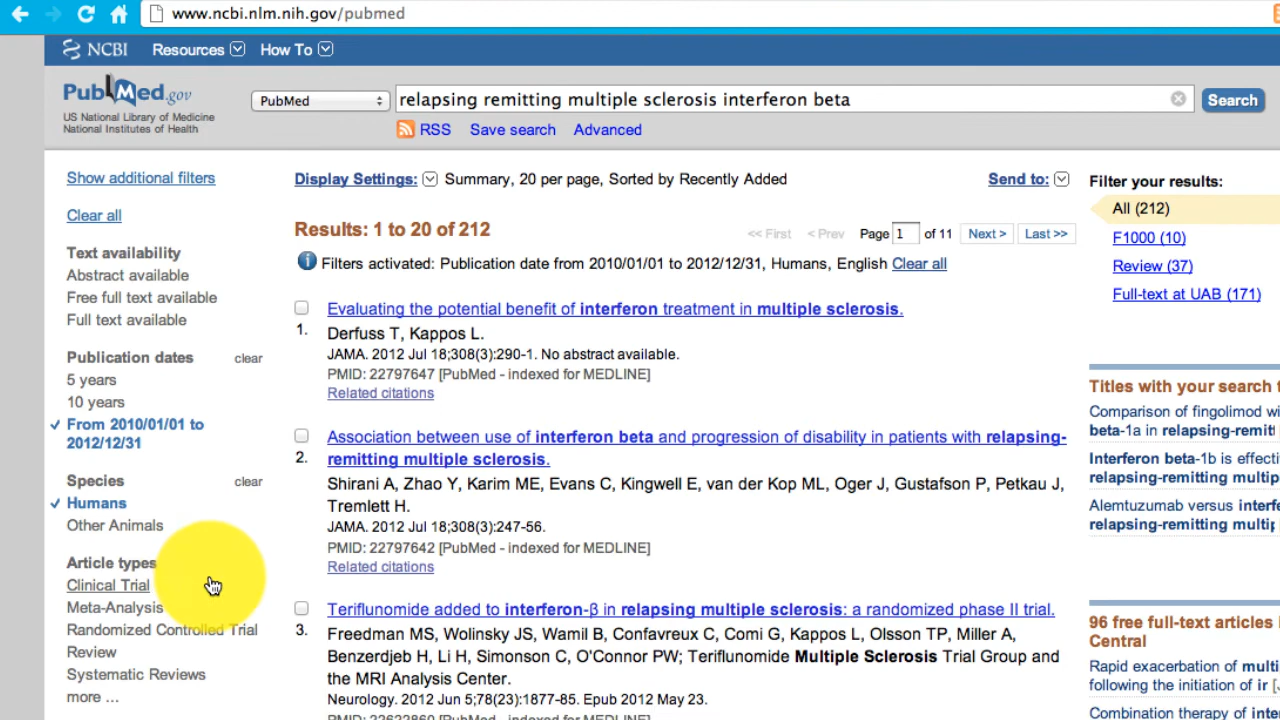 www.ncbi.nlm.nih.gov/pubmed
NCBI Resources How To
PubMed.gov
US National Library of Medicine
National Institutes of Health
PubMed
relapsing remitting multiple sclerosis interferon beta
Search
RSS Save search Advanced
Show additional filters
Clear all
Text availability
Abstract available
Free full text available
Full text available
Publication dates clear
5 years
10 years
From 2010/01/01 to
2012/12/31
Species clear
Humans
Other Animals
Article types
Clinical Trial
Meta-Analysis
Randomized Controlled Trial
Review
Systematic Reviews
more ...
Display Settings: Summary, 20 per page, Sorted by Recently Added Send to:
Results: 1 to 20 of 212
<< First < Prev Page 1 of 11 Next > Last >>
Filters activated: Publication date from 2010/01/01 to 2012/12/31, Humans, English Clear all
Evaluating the potential benefit of interferon treatment in multiple sclerosis.
1. Derfuss T, Kappos L.
JAMA. 2012 Jul 18;308(3):290-1. No abstract available.
PMID: 22797647 [PubMed - indexed for MEDLINE]
Related citations
Association between use of interferon beta and progression of disability in patients with relapsing-
2. remitting multiple sclerosis.
Shirani A, Zhao Y, Karim ME, Evans C, Kingwell E, van der Kop ML, Oger J, Gustafson P, Petkau J,
Tremlett H.
JAMA. 2012 Jul 18;308(3):247-56.
PMID: 22797642 [PubMed - indexed for MEDLINE]
Related citations
Teriflunomide added to interferon-β in relapsing multiple sclerosis: a randomized phase II trial.
3. Freedman MS, Wolinsky JS, Wamil B, Confavreux C, Comi G, Kappos L, Olsson TP, Miller A,
Benzerdjeb H, Li H, Simonson C, O'Connor PW; Teriflunomide Multiple Sclerosis Trial Group and
the MRI Analysis Center.
Neurology. 2012 Jun 5;78(23):1877-85. Epub 2012 May 23.
PMID: 22622860 [PubMed - indexed for MEDLINE]
Filter your results:
All (212)
F1000 (10)
Review (37)
Full-text at UAB (171)
Titles with your search
Comparison of fingolimod wi
beta-1a in relapsing-remitt
Interferon beta-1b is effecti
relapsing-remitting multip
Alemtuzumab versus interf
relapsing-remitting multip
96 free full-text articles
Central
Rapid exacerbation of multi
following the initiation of ir
Combination therapy of inte